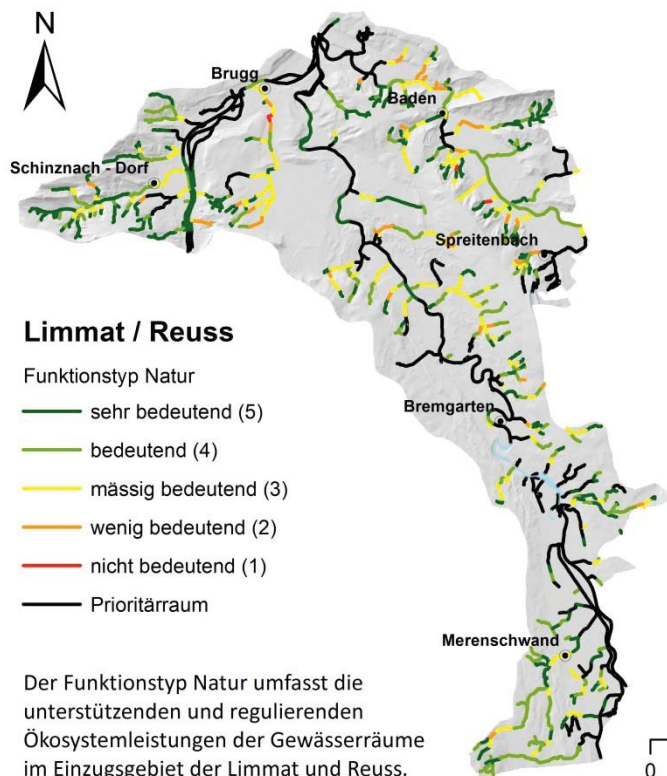 N
Brugg
Baden
Schinznach - Dorf
Spreitenbach
Limmat / Reuss
Funktionstyp Natur
sehr bedeutend (5)
bedeutend (4)
mässig bedeutend (3)
wenig bedeutend (2)
nicht bedeutend (1)
Prioritärraum
Bremgarten
Merenschwand
Der Funktionstyp Natur umfasst die
unterstützenden und regulierenden
Ökosystemleistungen der Gewässerräume
im Einzugsgebiet der Limmat und Reuss.
0